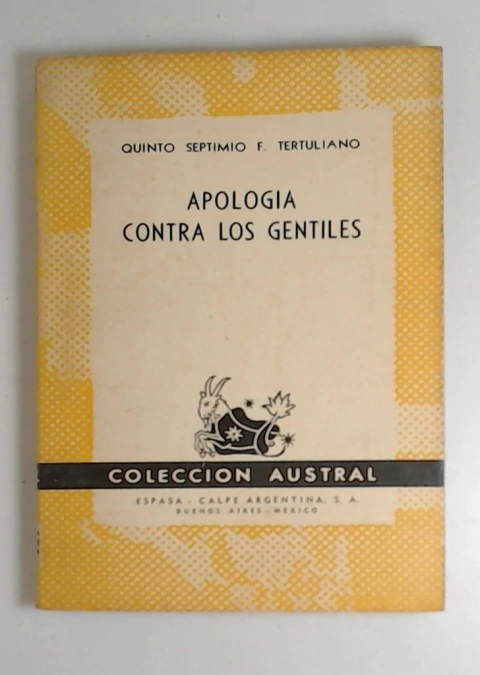 QUINTO SEPTIMIO F. TERTULIANO
APOLOGIA
CONTRA LOS GENTILES
COLECCION AUSTRAL
ESPASA - CALPE ARGENTINA, S. A.
BUENOS AIRES - MEXICO